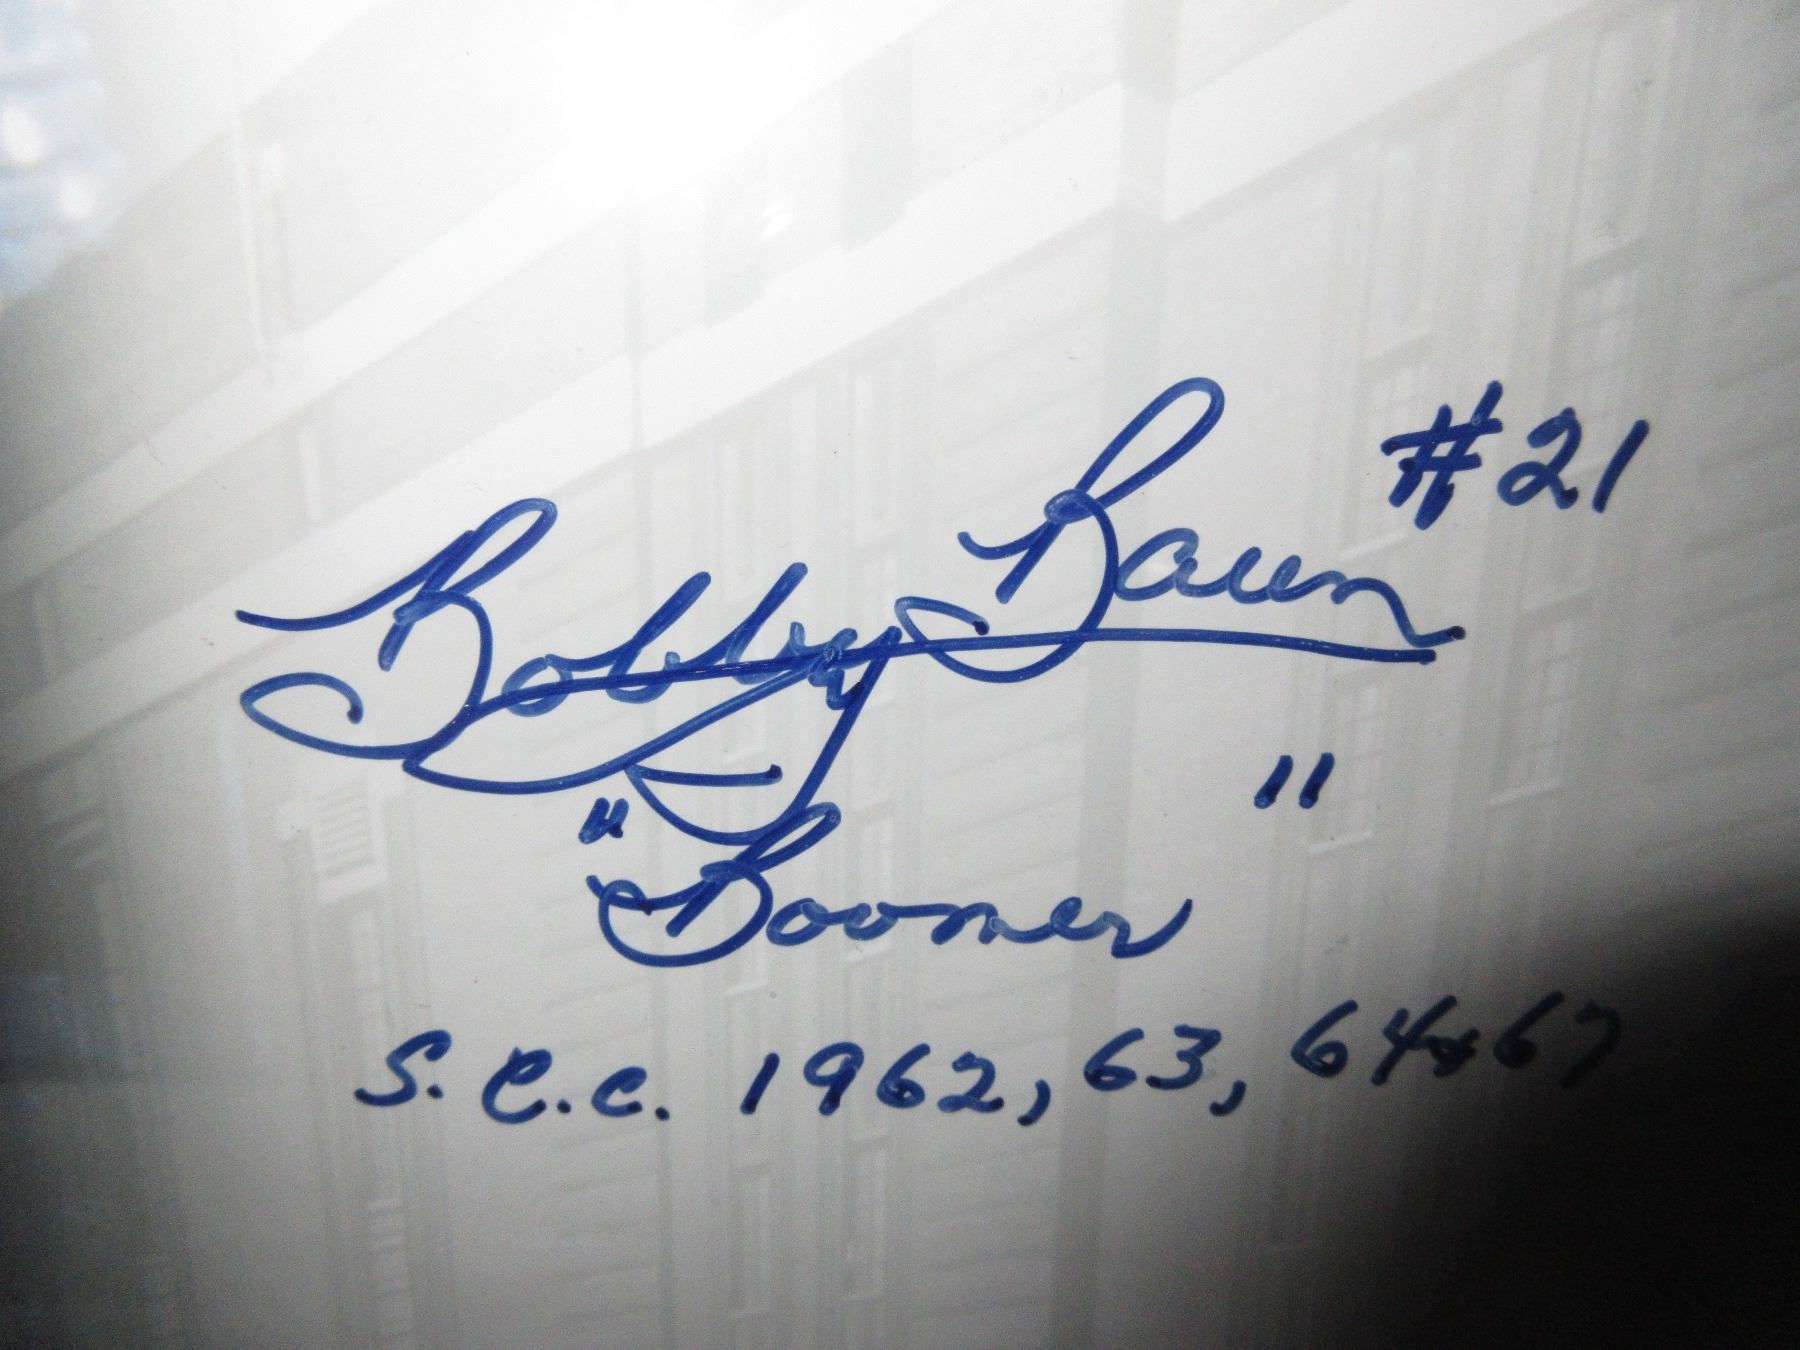 Bobby Baun #21
"Boomer"
S.C.C. 1962, 63, 64 & 67